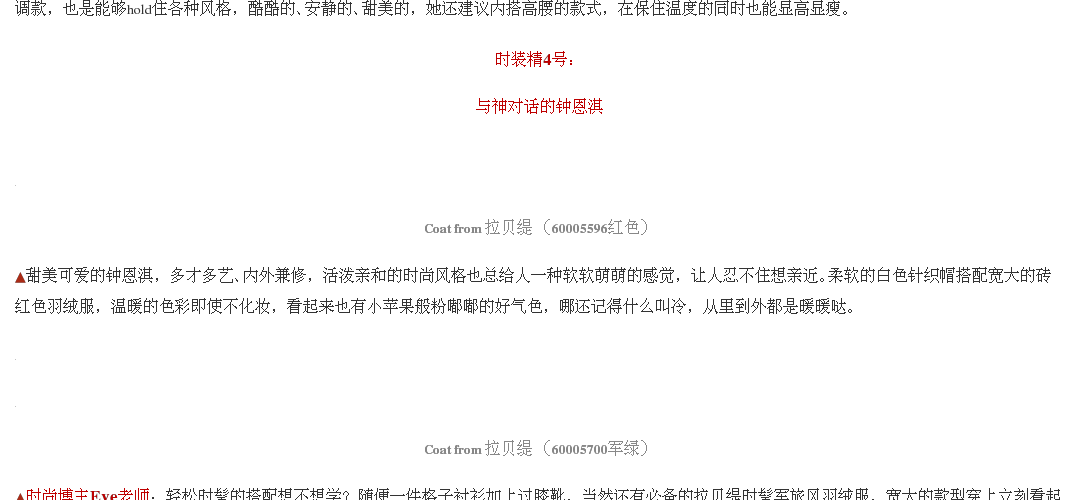 调款，也是能够hold住各种风格，酷酷的、安静的、甜美的，她还建议内搭高腰的款式，在保住温度的同时也能显高显瘦。
时装精4号：
与神对话的钟恩淇
Coat from 拉贝缇（60005596红色）
▲甜美可爱的钟恩淇，多才多艺、内外兼修，活泼亲和的时尚风格也总给人一种软软萌萌的感觉，让人忍不住想亲近。柔软的白色针织帽搭配宽大的砖
红色羽绒服，温暖的色彩即使不化妆，看起来也有小苹果般粉嘟嘟的好气色，哪还记得什么叫冷，从里到外都是暖暖哒。
Coat from 拉贝缇（60005700军绿）
▲时尚博主Eve老师：轻松时髦的搭配想不想学？随便一件格子衬衫加上过膝靴，当然还有必备的拉贝缇时髦军旅风羽绒服，宽大的款型穿上立刻看起